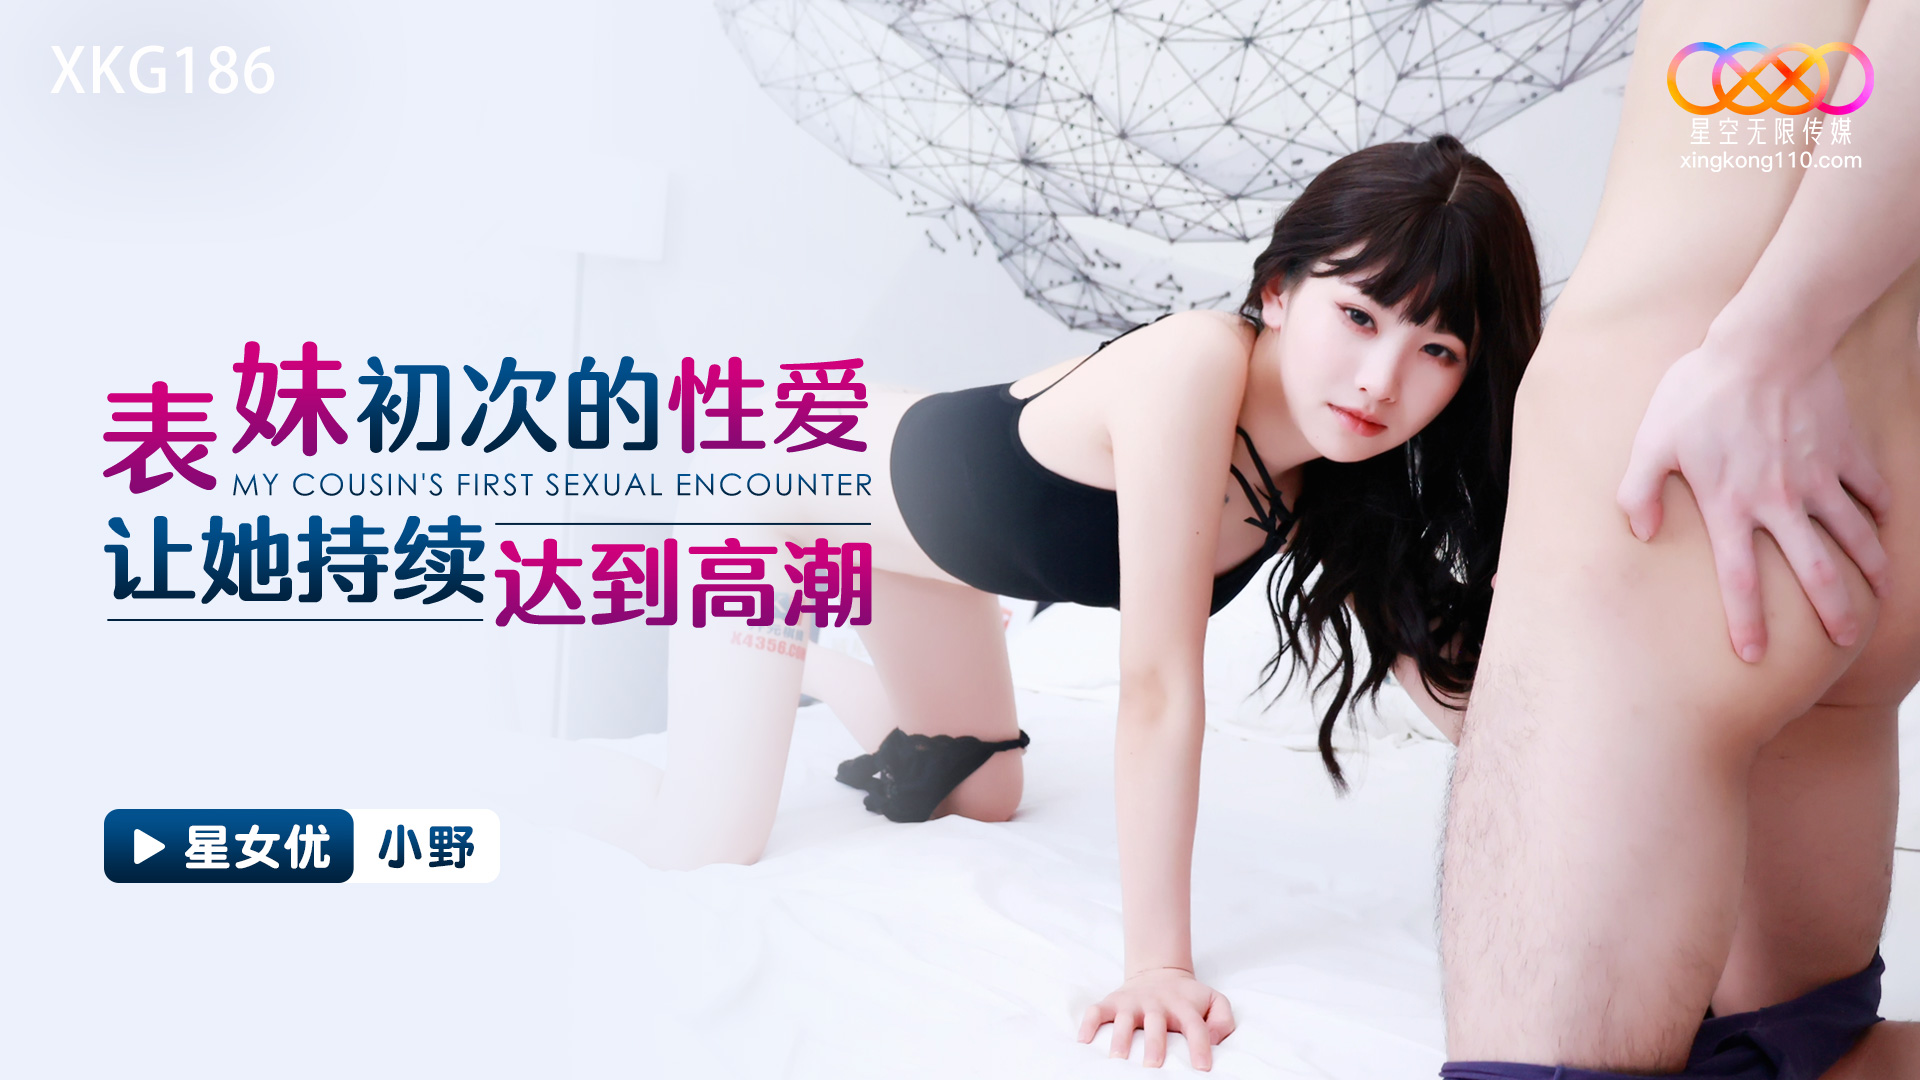 XKG186
星空无限传媒
xingkong110.com
表妹初次的性爱
MY COUSIN'S FIRST SEXUAL ENCOUNTER
让她持续达到高潮
X4356.COM
星女优 小野